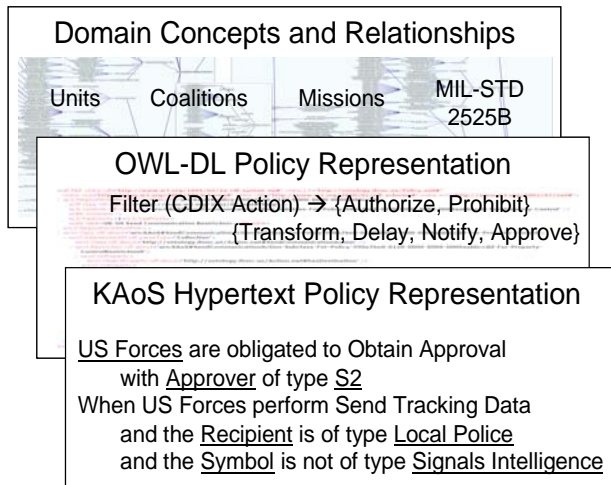 Domain Concepts and Relationships
Units Coalitions Missions MIL-STD
2525B
OWL-DL Policy Representation
Filter (CDIX Action) → {Authorize, Prohibit}
{Transform, Delay, Notify, Approve}
KAoS Hypertext Policy Representation
US Forces are obligated to Obtain Approval
with Approver of type S2
When US Forces perform Send Tracking Data
and the Recipient is of type Local Police
and the Symbol is not of type Signals Intelligence